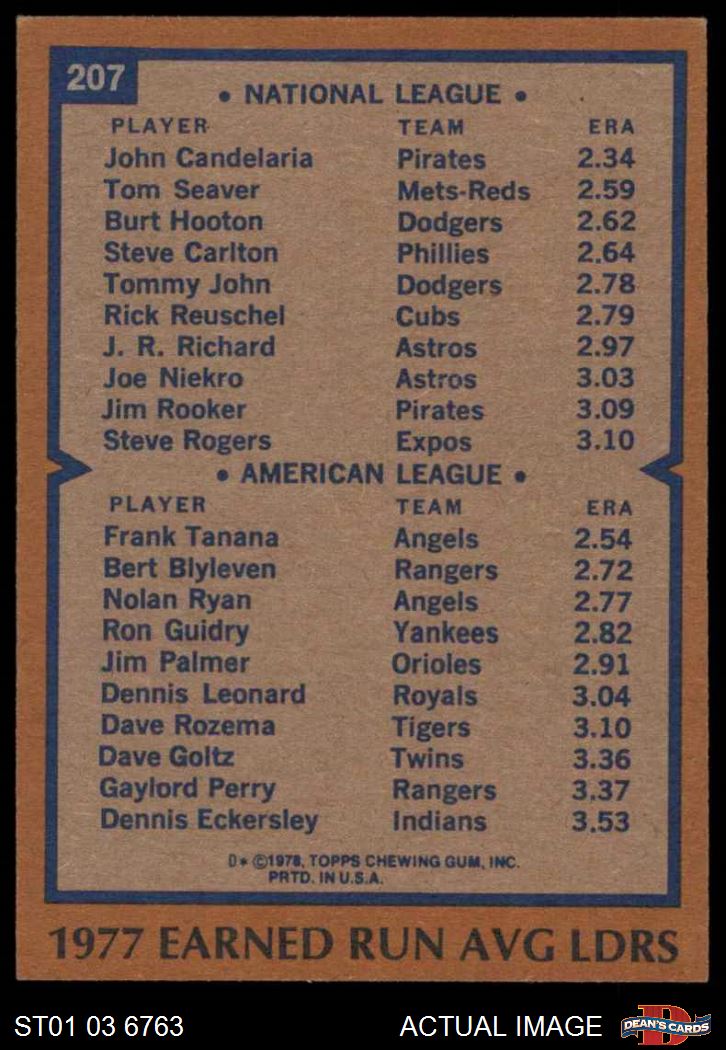 207
• NATIONAL LEAGUE •
PLAYER TEAM ERA
John Candelaria Pirates 2.34
Tom Seaver Mets-Reds 2.59
Burt Hooton Dodgers 2.62
Steve Carlton Phillies 2.64
Tommy John Dodgers 2.78
Rick Reuschel Cubs 2.79
J. R. Richard Astros 2.97
Joe Niekro Astros 3.03
Jim Rooker Pirates 3.09
Steve Rogers Expos 3.10
• AMERICAN LEAGUE •
PLAYER TEAM ERA
Frank Tanana Angels 2.54
Bert Blyleven Rangers 2.72
Nolan Ryan Angels 2.77
Ron Guidry Yankees 2.82
Jim Palmer Orioles 2.91
Dennis Leonard Royals 3.04
Dave Rozema Tigers 3.10
Dave Goltz Twins 3.36
Gaylord Perry Rangers 3.37
Dennis Eckersley Indians 3.53
D* ©1978, TOPPS CHEWING GUM, INC.
PRTD. IN U.S.A.
1977 EARNED RUN AVG LDRS
ST01 03 6763 ACTUAL IMAGE D DEAN'S CARDS